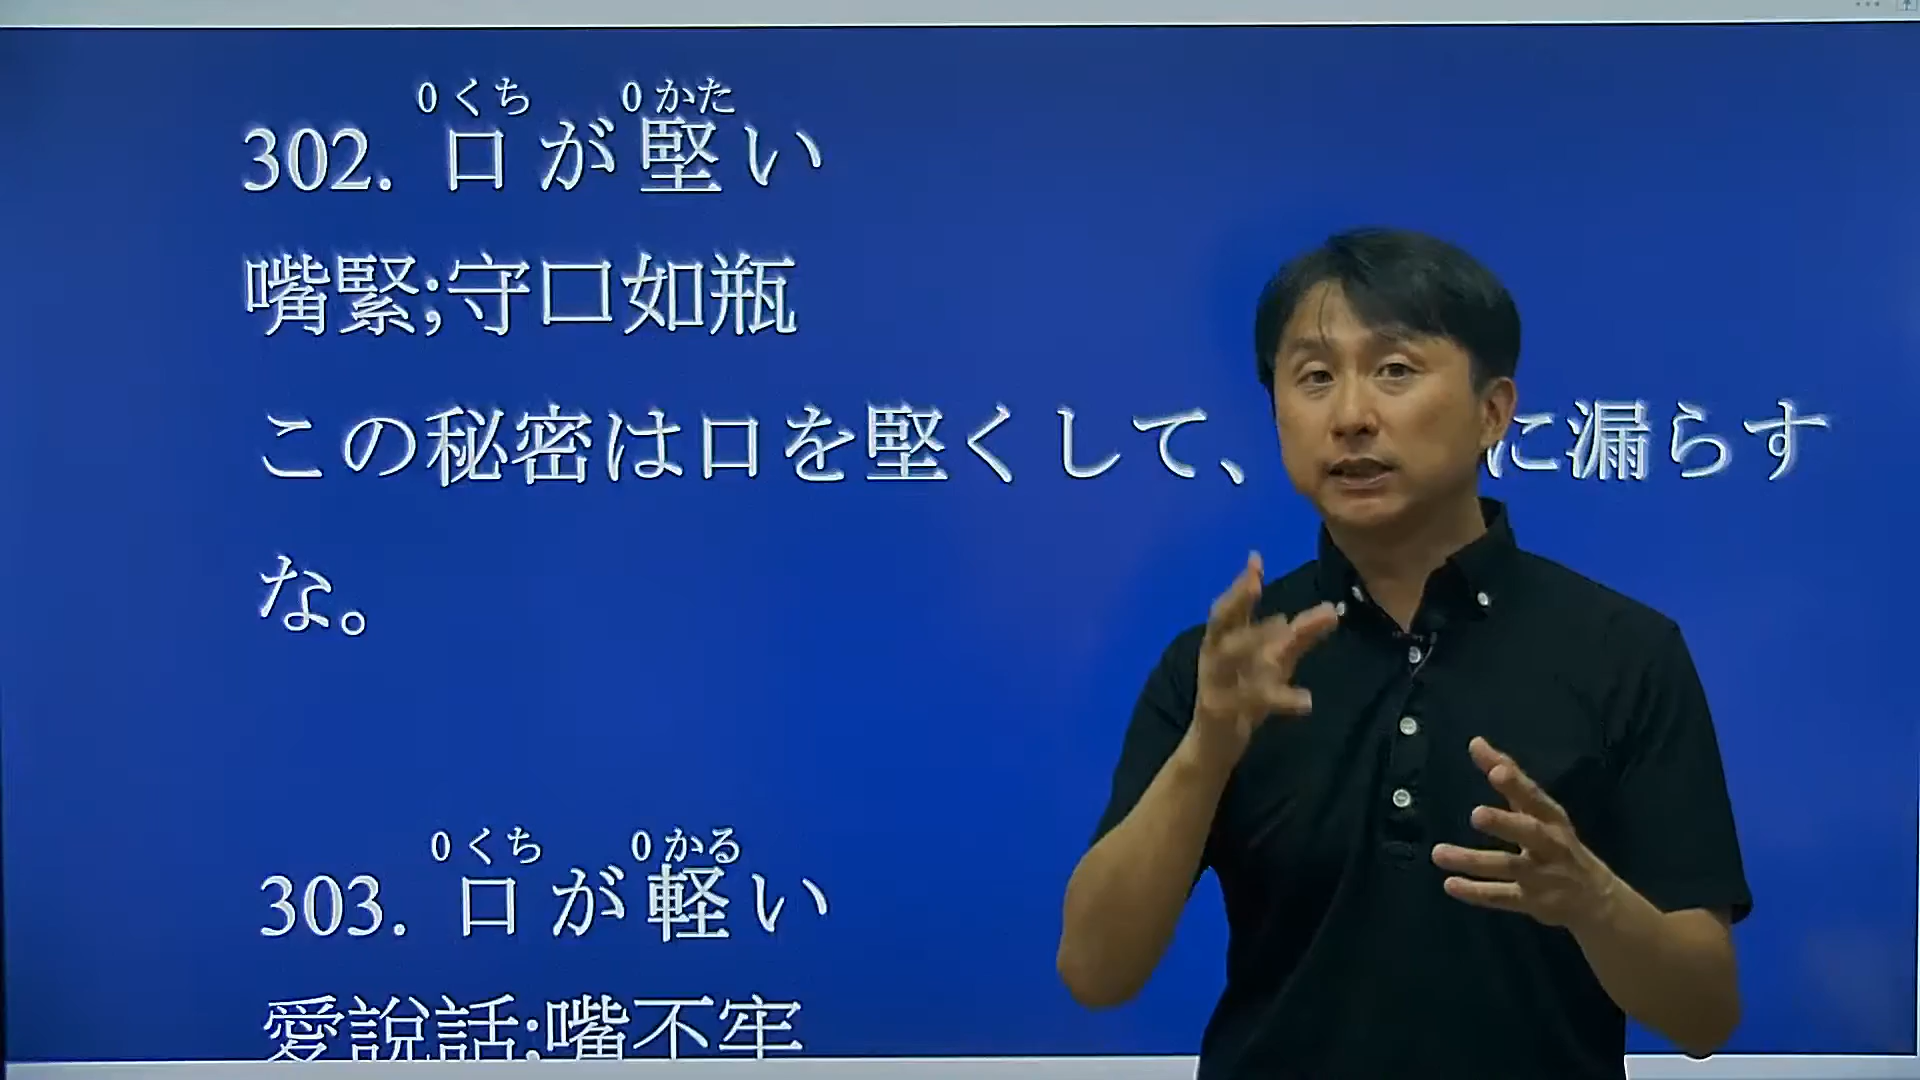 0 くち 0 かた
302. 口が堅い
嘴緊;守口如瓶
この秘密は口を堅くして、 に漏らす
な。
0 くち 0 かる
303. 口が軽い
愛說話;嘴不牢